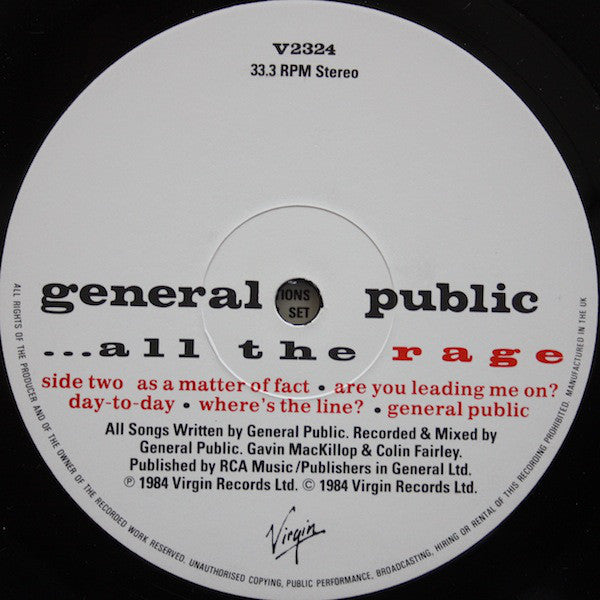 V2324
33.3 RPM Stereo
IONS
SET
general public
...all the rage
side two as a matter of fact • are you leading me on?
day-to-day • where's the line? • general public
All Songs Written by General Public. Recorded & Mixed by
General Public. Gavin MacKillop & Colin Fairley.
Published by RCA Music/Publishers in General Ltd.
℗ 1984 Virgin Records Ltd. © 1984 Virgin Records Ltd.
Virgin
ALL RIGHTS OF THE PRODUCER AND OF THE OWNER OF THE RECORDED WORK RESERVED. UNAUTHORISED COPYING, PUBLIC PERFORMANCE, BROADCASTING, HIRING OR RENTAL OF THIS RECORDING PROHIBITED. MANUFACTURED IN THE UK